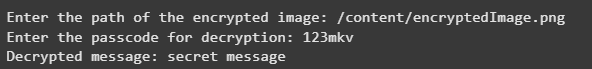 Enter the path of the encrypted image: /content/encryptedImage.png
Enter the passcode for decryption: 123mkv
Decrypted message: secret message